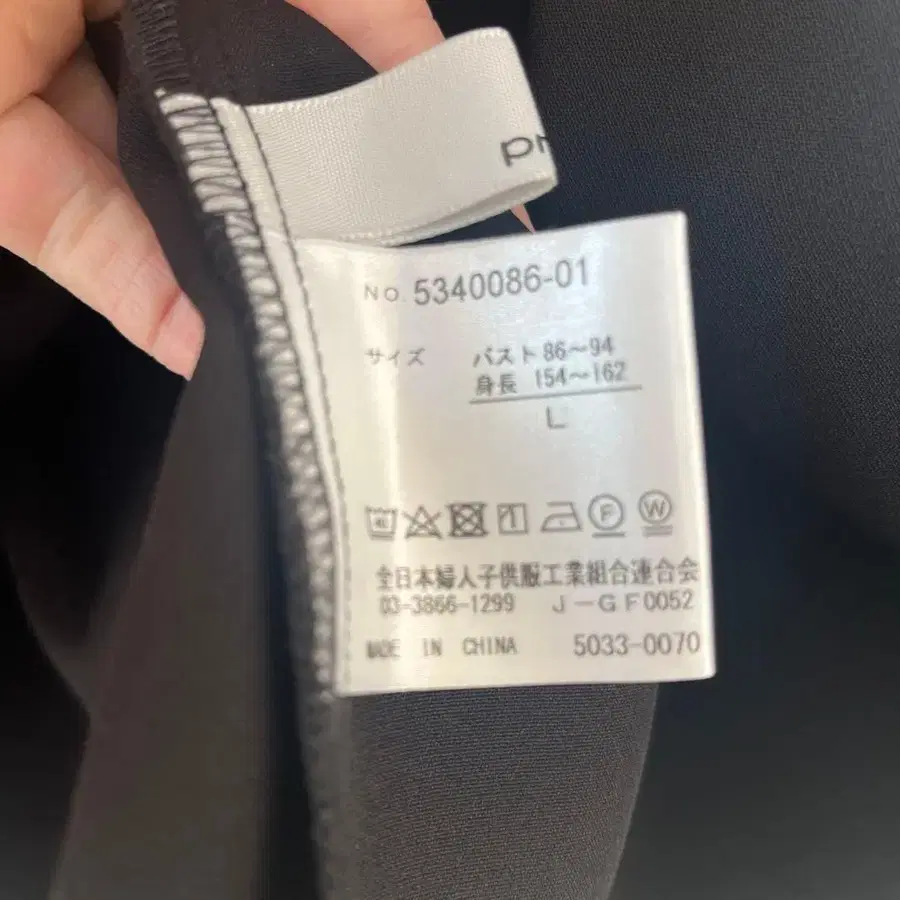 NO. 5340086-01
サイズ バスト 86～94
身長 154～162
L
F W
全日本婦人子供服工業組合連合会
03-3866-1299 J-GF0052
MADE IN CHINA 5033-0070